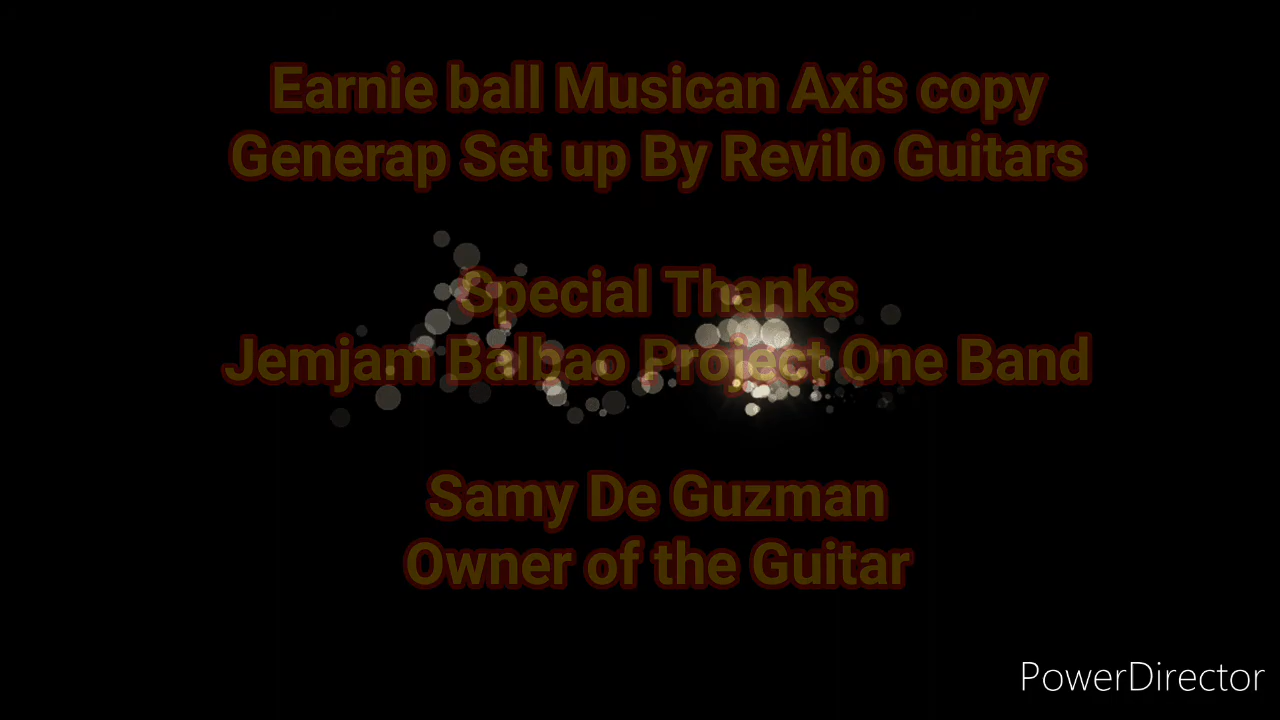 Earnie ball Musican Axis copy
Generap Set up By Revilo Guitars
Special Thanks
Jemjam Balbao Project One Band
Samy De Guzman
Owner of the Guitar
PowerDirector